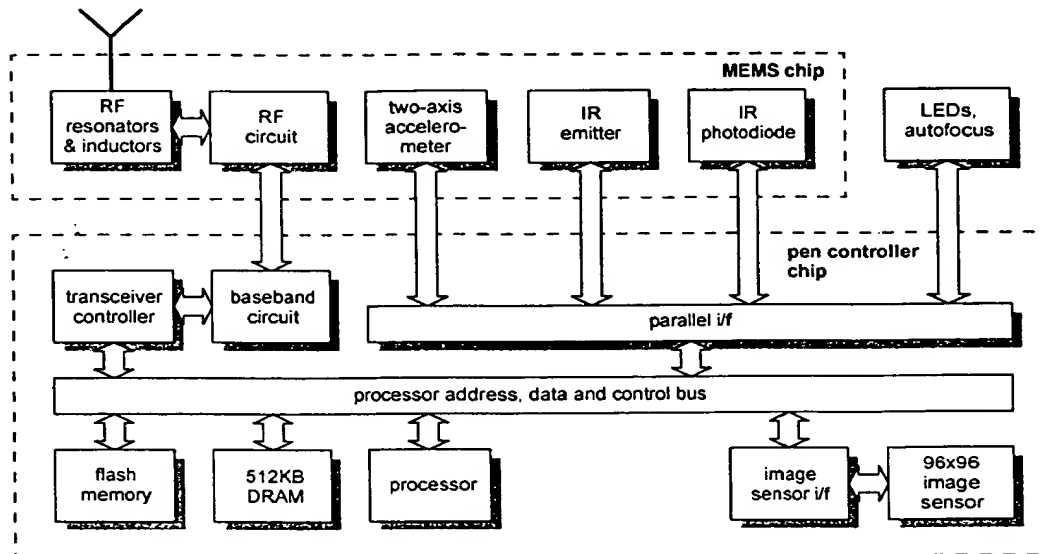 MEMS chip
RF
resonators
& inductors
RF
circuit
two-axis
accelero-
meter
IR
emitter
IR
photodiode
LEDs,
autofocus
pen controller
chip
transceiver
controller
baseband
circuit
parallel i/f
processor address, data and control bus
flash
memory
512KB
DRAM
processor
image
sensor i/f
96x96
image
sensor